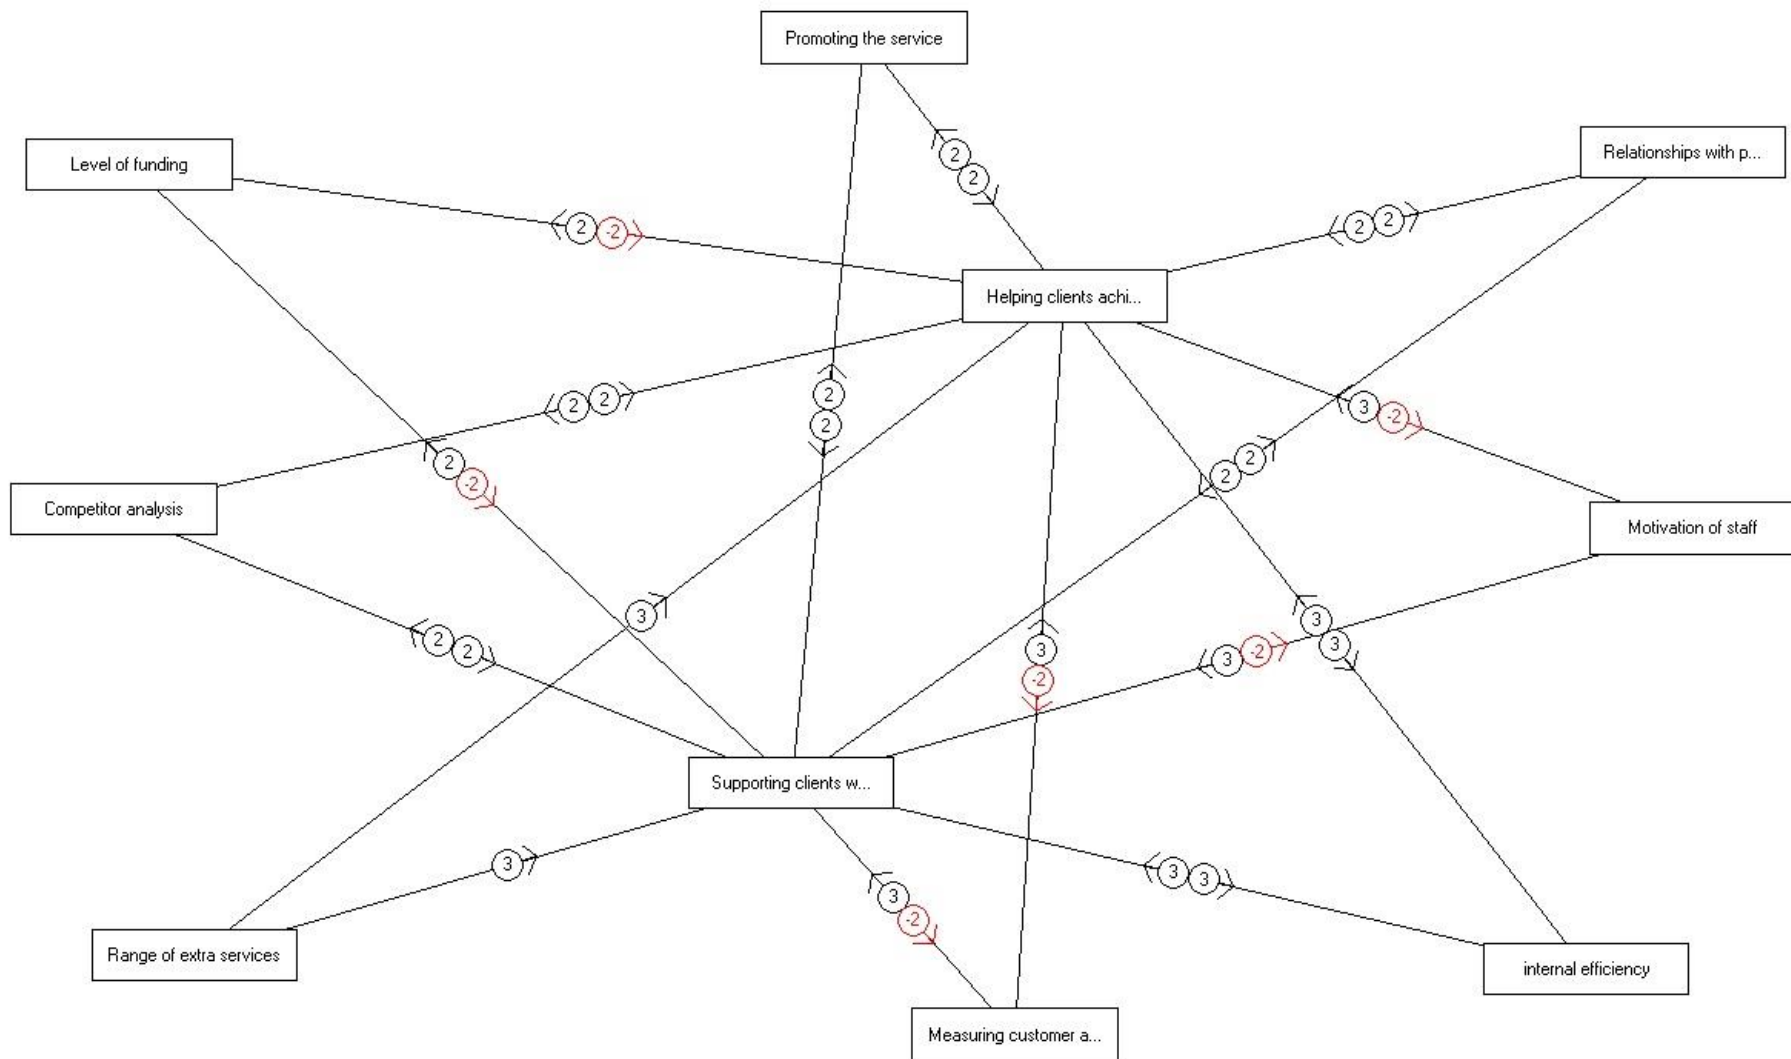 Promoting the service
Level of funding
Relationships with p...
2
2
2 -2
2 2
Helping clients achi...
2 2
2
2
3 -2
2
-2
2 2
Competitor analysis
Motivation of staff
3
3
3
2 2
3
-2
3 -2
Supporting clients w...
3
3 3
3
-2
Range of extra services
internal efficiency
Measuring customer a...